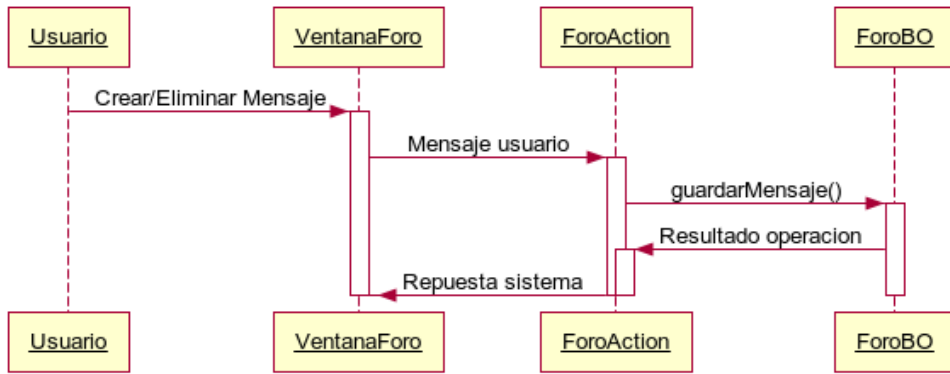 Usuario
VentanaForo
ForoAction
ForoBO
Crear/Eliminar Mensaje
Mensaje usuario
guardarMensaje()
Resultado operacion
Repuesta sistema
Usuario
VentanaForo
ForoAction
ForoBO